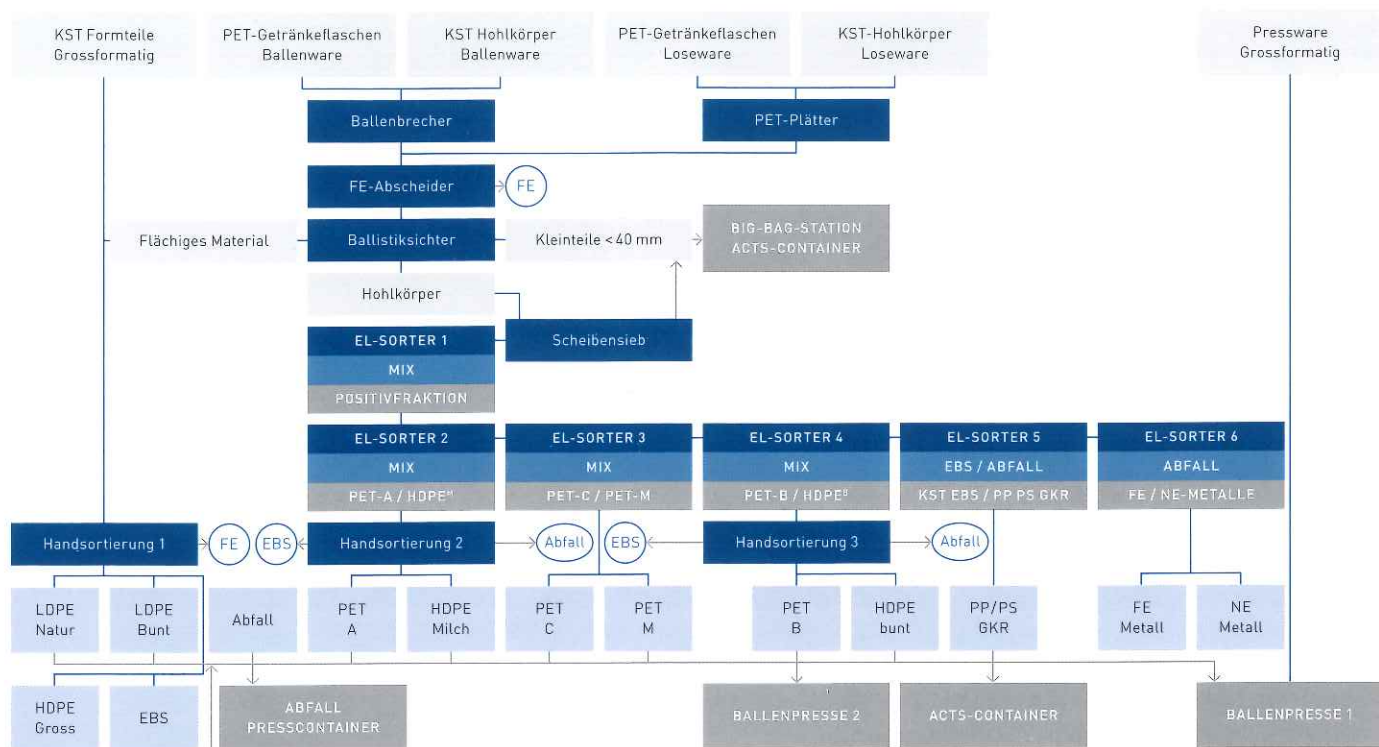 KST Formteile
Grossformatig
PET-Getränkeflaschen
Ballenware
KST Hohlkörper
Ballenware
PET-Getränkeflaschen
Loseware
KST-Hohlkörper
Loseware
Pressware
Grossformatig
Ballenbrecher
PET-Plätter
FE-Abscheider
FE
Flächiges Material
Ballistiksichter
Kleinteile < 40 mm
BIG-BAG-STATION
ACTS-CONTAINER
Hohlkörper
Scheibensieb
EL-SORTER 1
MIX
POSITIVFRAKTION
EL-SORTER 2
MIX
PET-A / HDPEᴹ
EL-SORTER 3
MIX
PET-C / PET-M
EL-SORTER 4
MIX
PET-B / HDPEᴮ
EL-SORTER 5
EBS / ABFALL
KST EBS / PP PS GKR
EL-SORTER 6
ABFALL
FE / NE-METALLE
Handsortierung 1
FE
EBS
Handsortierung 2
Abfall
EBS
Handsortierung 3
Abfall
LDPE
Natur
LDPE
Bunt
Abfall
PET
A
HDPE
Milch
PET
C
PET
M
PET
B
HDPE
bunt
PP/PS
GKR
FE
Metall
NE
Metall
HDPE
Gross
EBS
ABFALL
PRESSCONTAINER
BALLENPRESSE 2
ACTS-CONTAINER
BALLENPRESSE 1